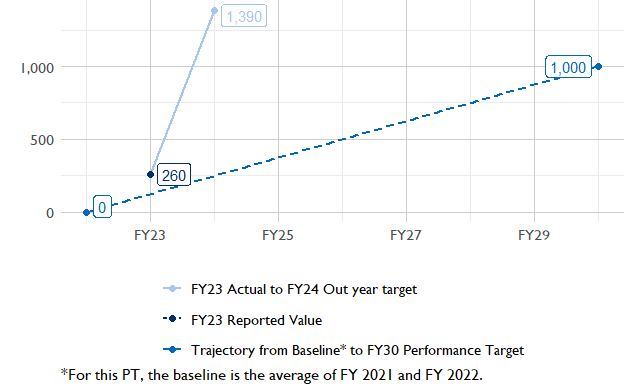 1,390
1,000
1,000
500
260
0
0
FY23 FY25 FY27 FY29
FY23 Actual to FY24 Out year target
FY23 Reported Value
Trajectory from Baseline* to FY30 Performance Target
*For this PT, the baseline is the average of FY 2021 and FY 2022.